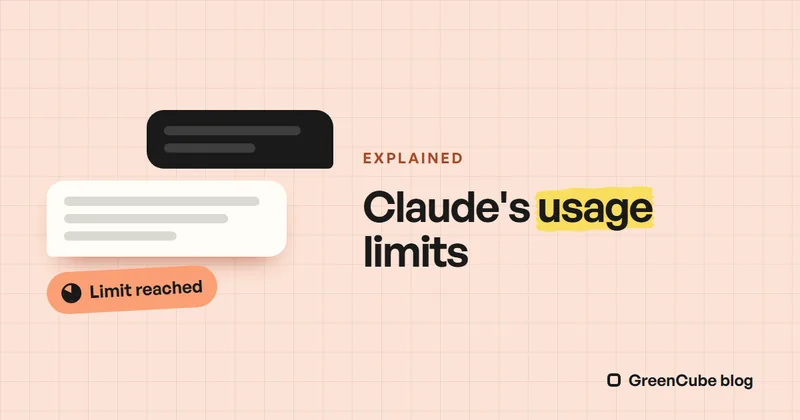 EXPLAINED
Claude's usage
limits
Limit reached
GreenCube blog